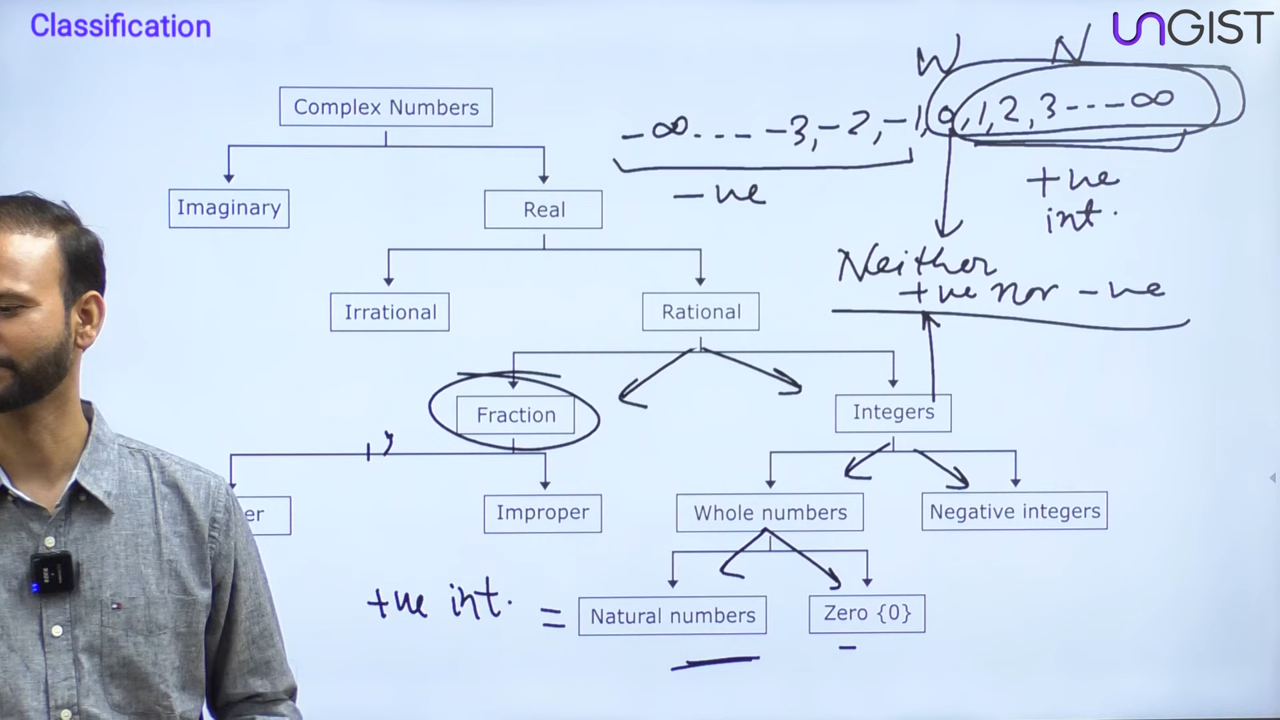 Classification
UNGIST
W N
-∞---- -3,-2,-1,0,1,2,3-----∞
-ve
+ve
int.
Neither
+ve nor -ve
Complex Numbers
Imaginary
Real
Irrational
Rational
Fraction
Integers
er
Improper
Whole numbers
Negative integers
+ve int. = Natural numbers
Zero {0}